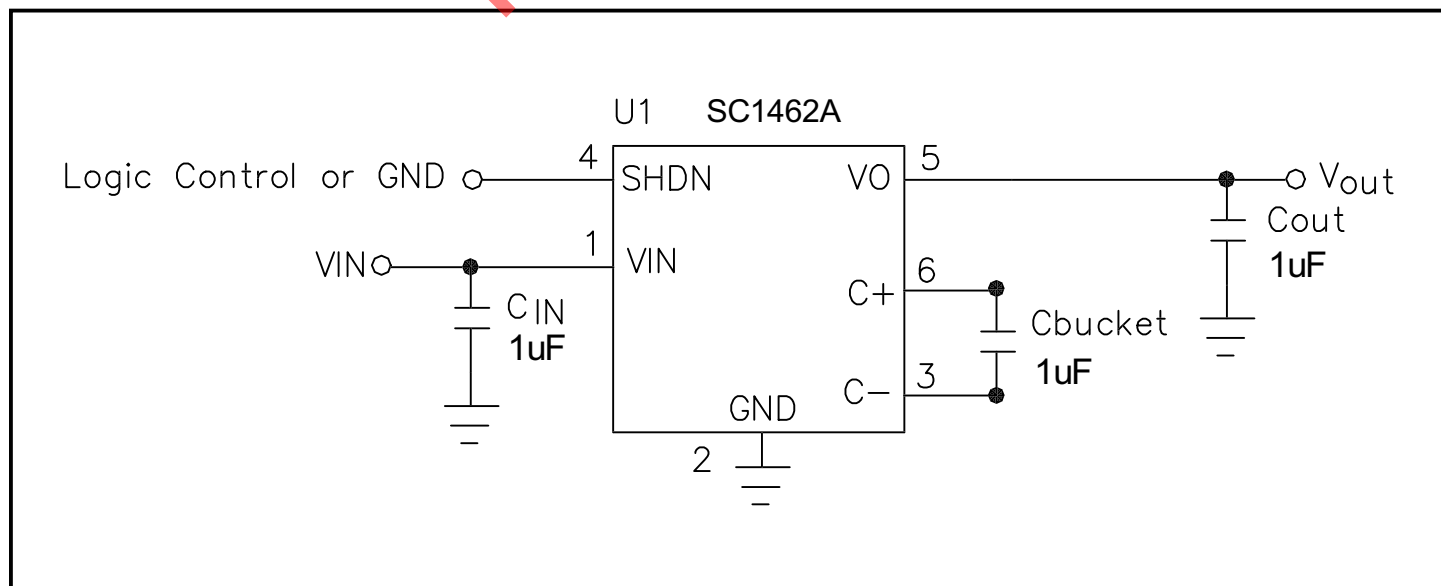 U1 SC1462A
Logic Control or GND
4
SHDN
VO
5
Vout
Cout
1uF
VIN
1
VIN
CIN
1uF
C+
6
Cbucket
1uF
C−
3
GND
2